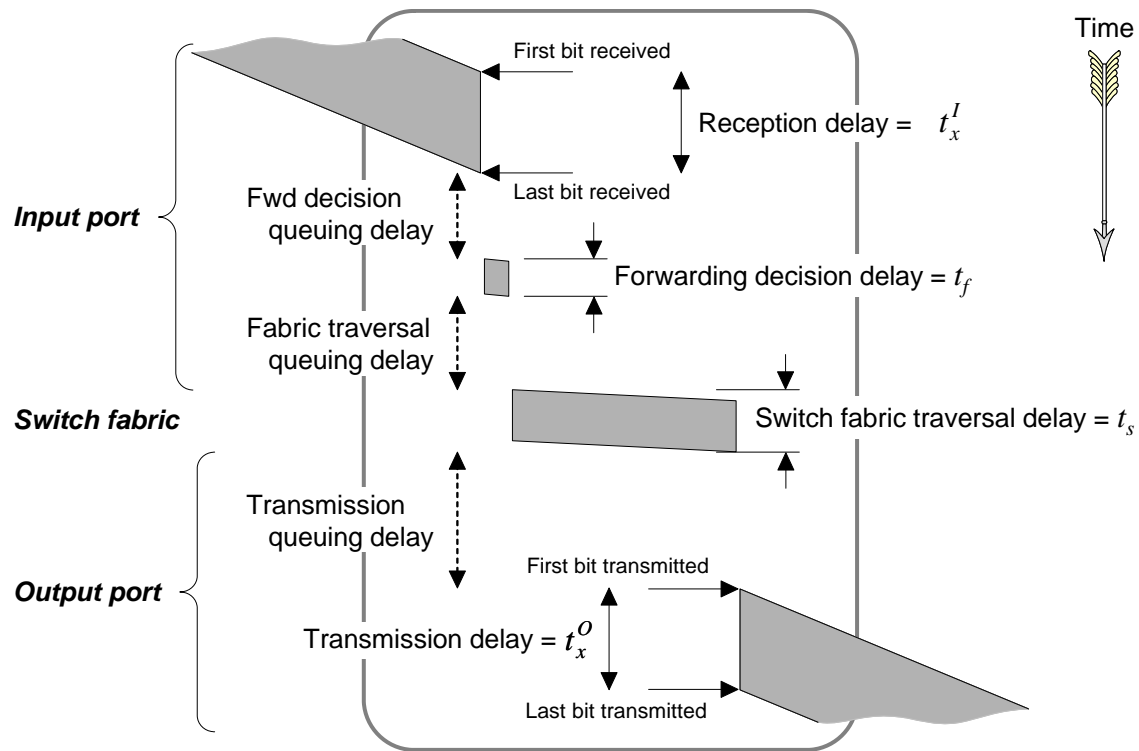 Time
First bit received
Reception delay = t_x^I
Last bit received
Fwd decision
queuing delay
Input port
Forwarding decision delay = t_f
Fabric traversal
queuing delay
Switch fabric
Switch fabric traversal delay = t_s
Transmission
queuing delay
First bit transmitted
Output port
Transmission delay = t_x^O
Last bit transmitted